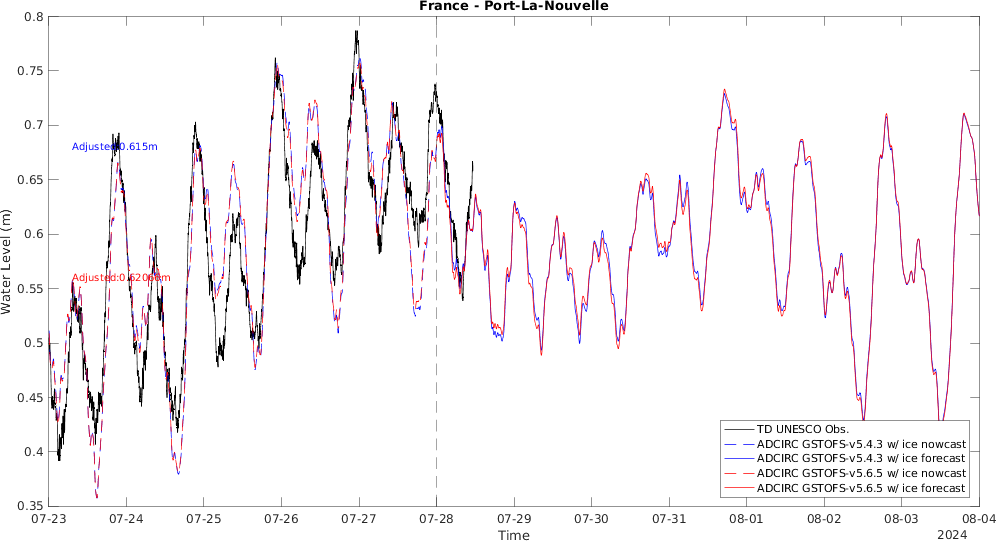 France - Port-La-Nouvelle
0.8
0.75
0.7
0.65
0.6
0.55
0.5
0.45
0.4
0.35
Water Level (m)
Adjusted:0.615m
07-23
07-24
07-25
07-26
07-27
07-28
07-29
07-30
07-31
08-01
08-02
08-03
08-04
Time
2024
TD UNESCO Obs.
ADCIRC GSTOFS-v5.4.3 w/ ice nowcast
ADCIRC GSTOFS-v5.4.3 w/ ice forecast
ADCIRC GSTOFS-v5.6.5 w/ ice nowcast
ADCIRC GSTOFS-v5.6.5 w/ ice forecast